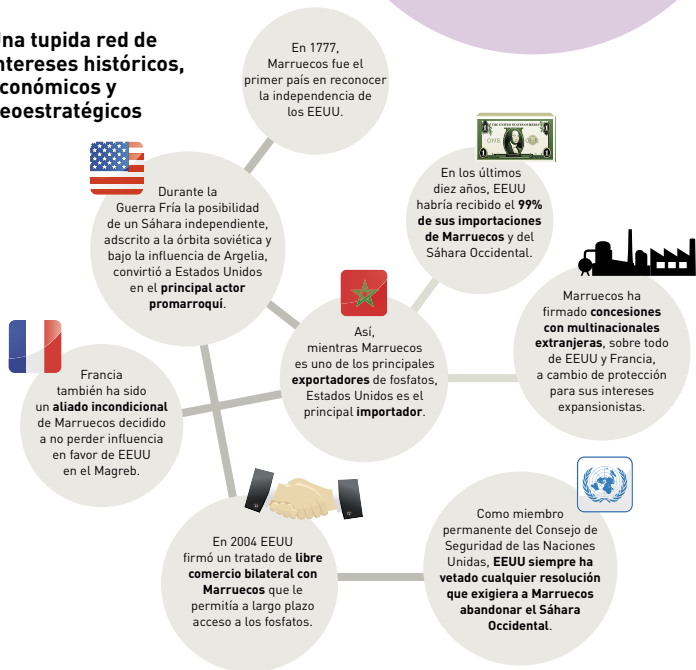 Una tupida red de
intereses históricos,
económicos y
geoestratégicos
En 1777,
Marruecos fue el
primer país en reconocer
la independencia de
los EEUU.
Durante la
Guerra Fría la posibilidad
de un Sáhara independiente,
adscrito a la órbita soviética y
bajo la influencia de Argelia,
convirtió a Estados Unidos
en el principal actor
promarroquí.
En los últimos
diez años, EEUU
habría recibido el 99%
de sus importaciones
de Marruecos y del
Sáhara Occidental.
Marruecos ha
firmado concesiones
con multinacionales
extranjeras, sobre todo
de EEUU y Francia,
a cambio de protección
para sus intereses
expansionistas.
Así,
mientras Marruecos
es uno de los principales
exportadores de fosfatos,
Estados Unidos es el
principal importador.
Francia
también ha sido
un aliado incondicional
de Marruecos decidido
a no perder influencia
en favor de EEUU
en el Magreb.
En 2004 EEUU
firmó un tratado de libre
comercio bilateral con
Marruecos que le
permitía a largo plazo
acceso a los fosfatos.
Como miembro
permanente del Consejo de
Seguridad de las Naciones
Unidas, EEUU siempre ha
vetado cualquier resolución
que exigiera a Marruecos
abandonar el Sáhara
Occidental.